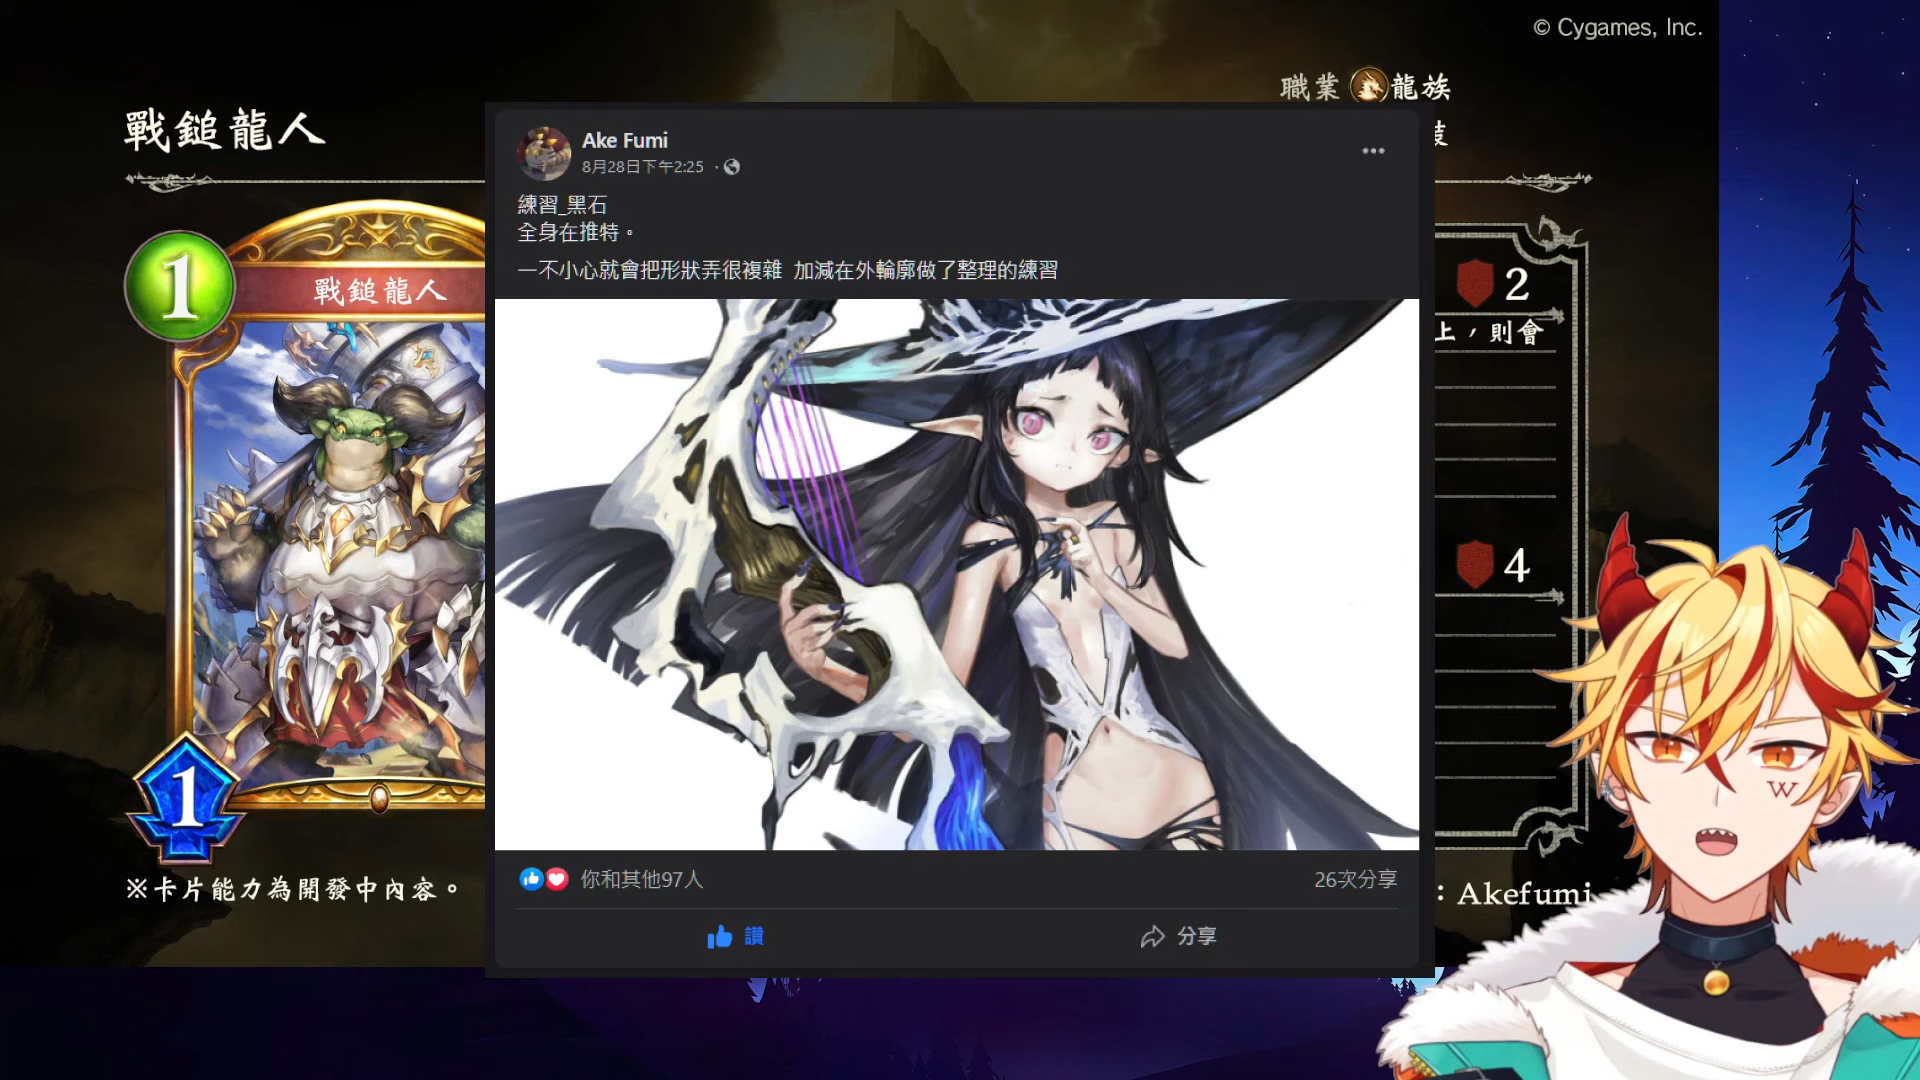 © Cygames, Inc.
職業 龍族
戰鎚龍人
Ake Fumi
8月28日下午2:25 ·
練習_黑石
全身在推特。
一不小心就會把形狀弄很複雜 加減在外輪廓做了整理的練習
1
戰鎚龍人
2
上,則會
4
1
W
※卡片能力為開發中內容。
你和其他97人
26次分享
: Akefumi
讚
分享